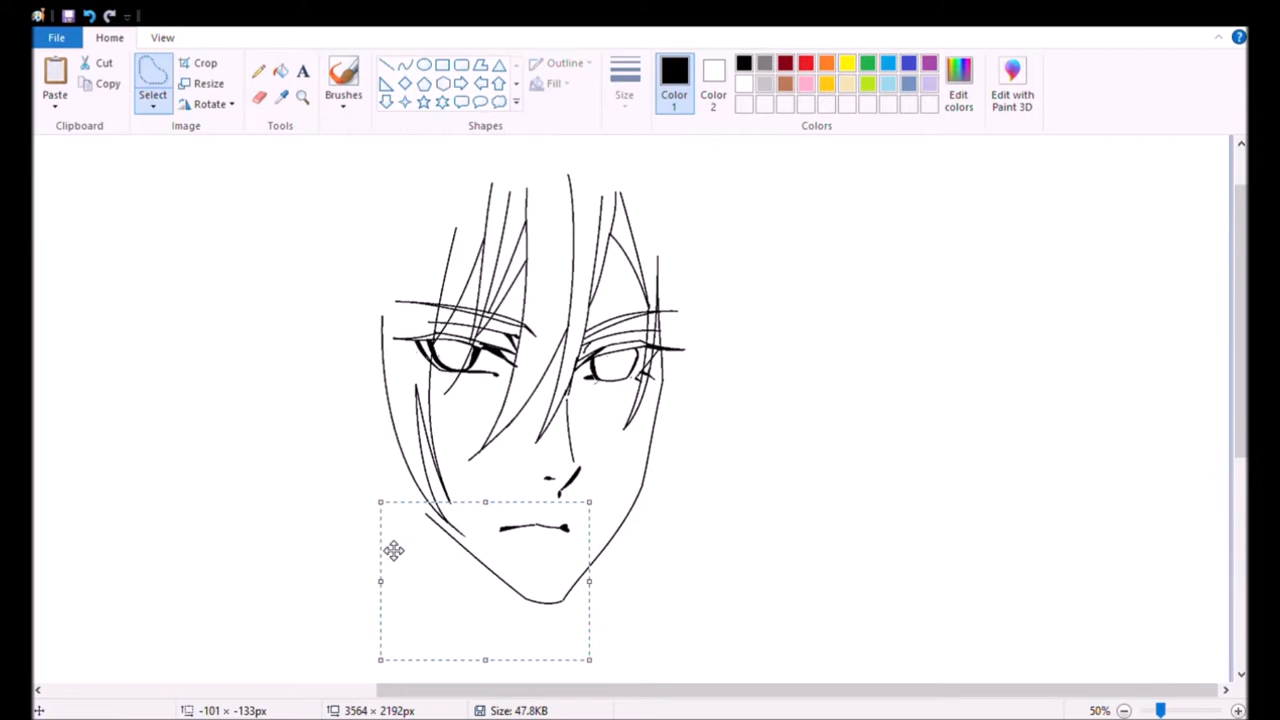 File Home View
Paste
Cut
Copy
Clipboard
Select
Crop
Resize
Rotate
Image
A
Tools
Brushes
Outline
Fill
Shapes
Size
Color 1
Color 2
Edit colors
Colors
Edit with Paint 3D
?
-101 × -133px 3564 × 2192px Size: 47.8KB 50%